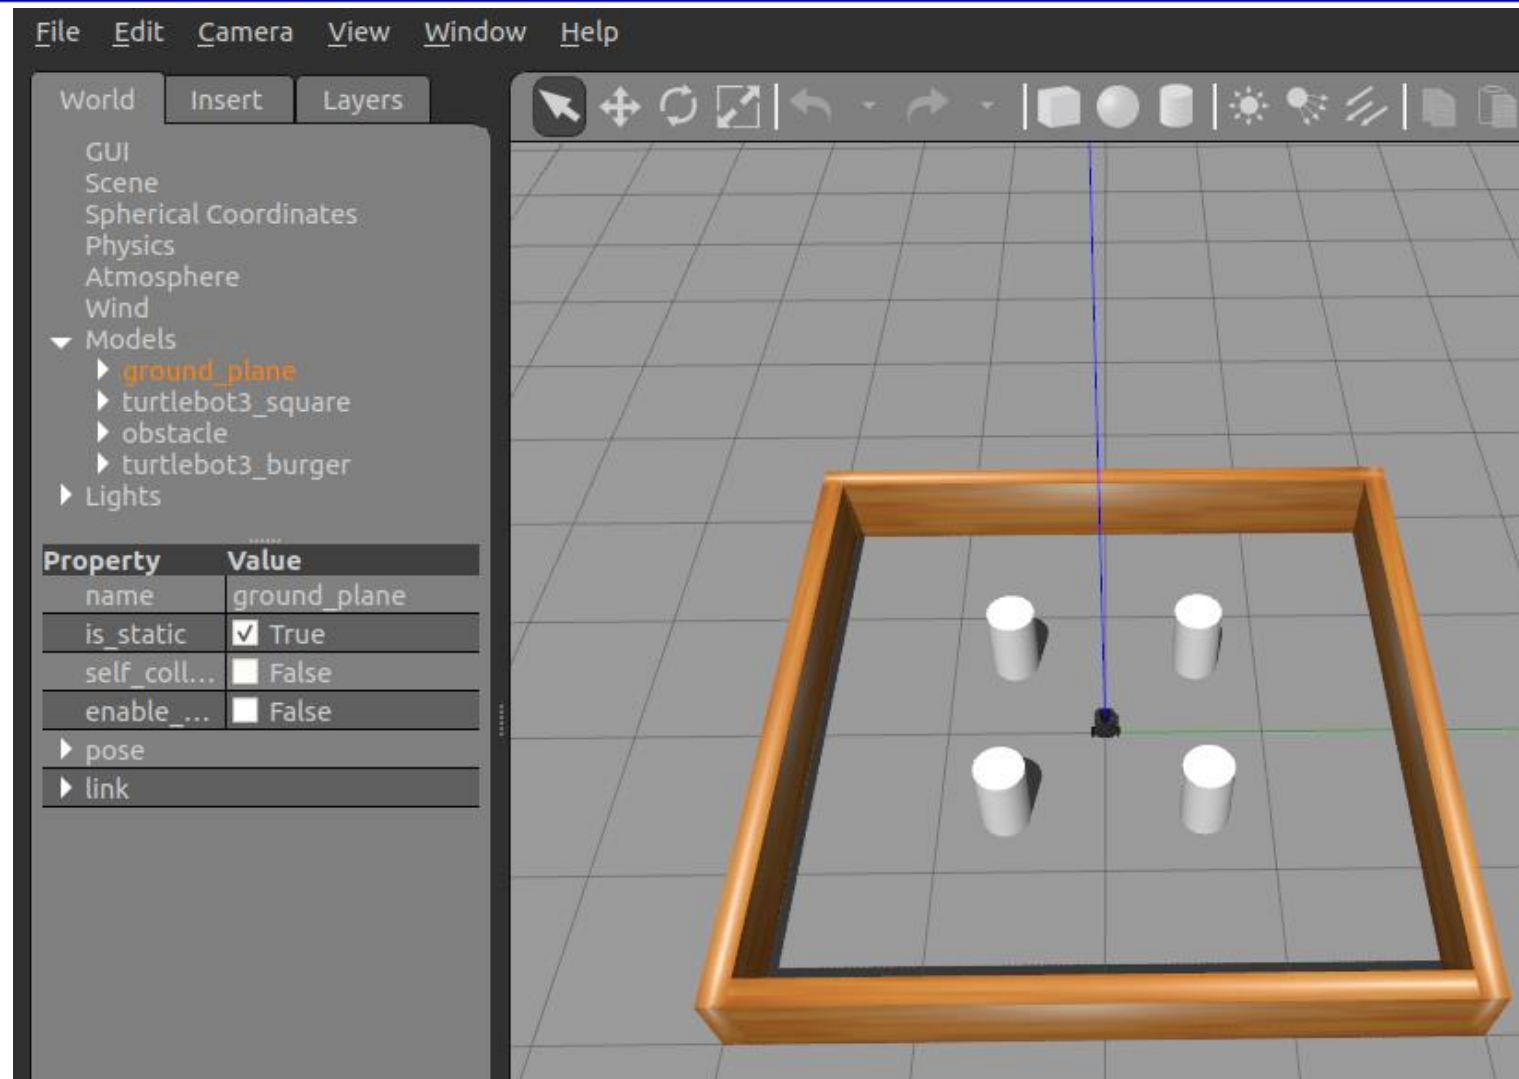 File Edit Camera View Window Help
World Insert Layers
GUI
Scene
Spherical Coordinates
Physics
Atmosphere
Wind
Models
ground_plane
turtlebot3_square
obstacle
turtlebot3_burger
Lights
Property Value
name ground_plane
is_static True
self_coll... False
enable_... False
pose
link